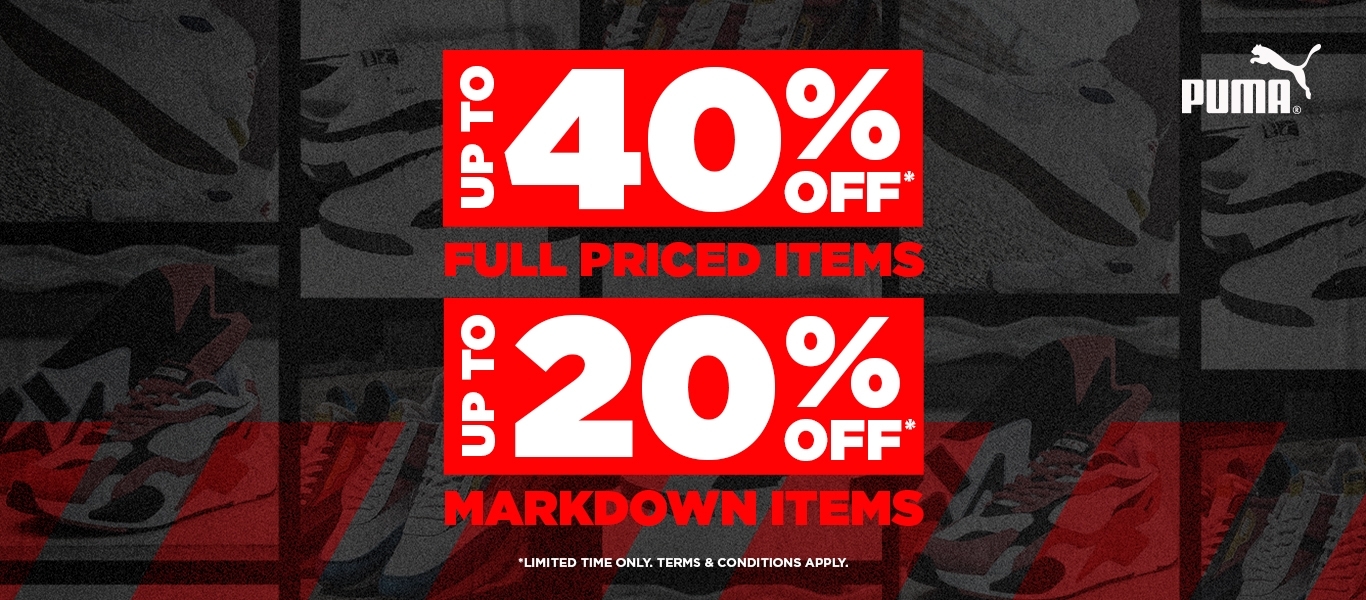 UP TO 40% OFF*
FULL PRICED ITEMS
UP TO 20% OFF*
MARKDOWN ITEMS
*LIMITED TIME ONLY. TERMS & CONDITIONS APPLY.
PUMA®